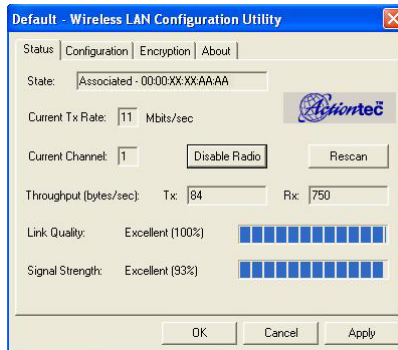 Default - Wireless LAN Configuration Utility
Status Configuration Encryption About
State: Associated - 00:00:XX:XX:AA:AA
Actiontec
Current Tx Rate: 11 Mbits/sec
Current Channel: 1 Disable Radio Rescan
Throughput (bytes/sec): Tx: 84 Rx: 750
Link Quality: Excellent (100%)
Signal Strength: Excellent (93%)
OK Cancel Apply